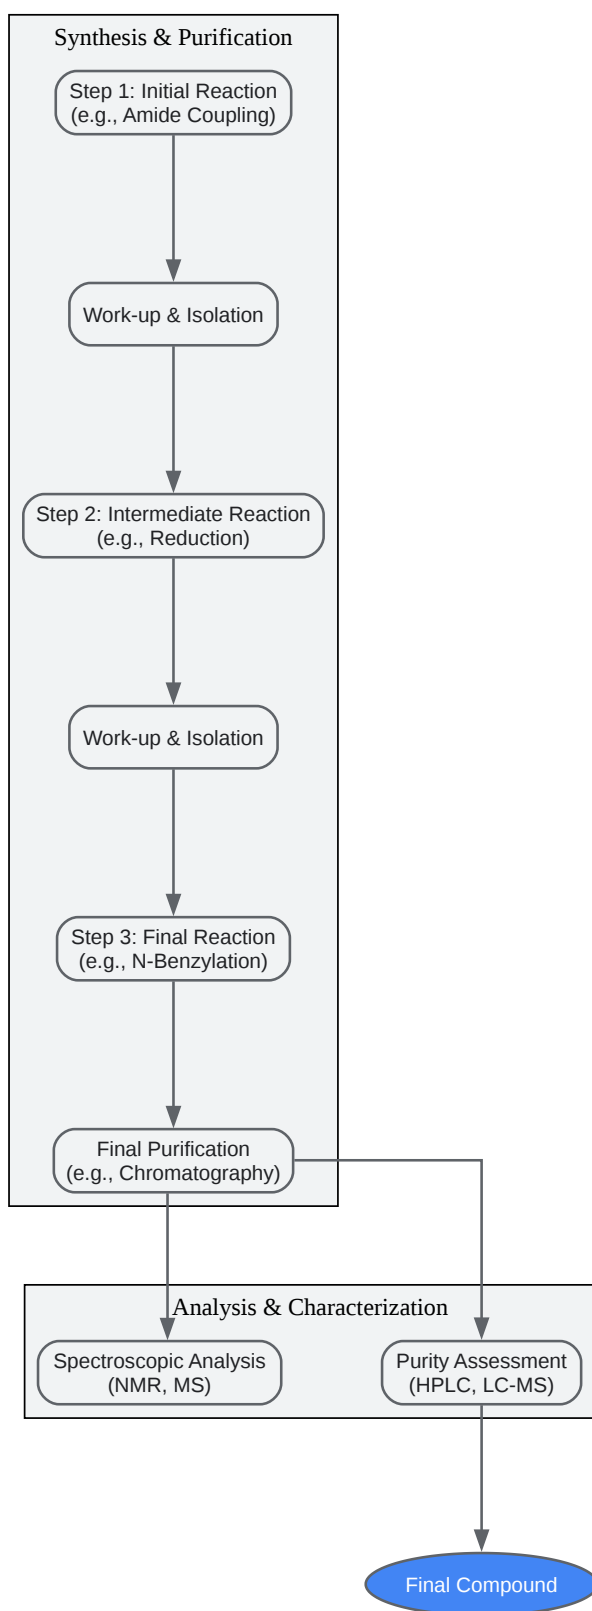 Synthesis & Purification
Step 1: Initial Reaction
(e.g., Amide Coupling)
Work-up & Isolation
Step 2: Intermediate Reaction
(e.g., Reduction)
Work-up & Isolation
Step 3: Final Reaction
(e.g., N-Benzylation)
Final Purification
(e.g., Chromatography)
Analysis & Characterization
Spectroscopic Analysis
(NMR, MS)
Purity Assessment
(HPLC, LC-MS)
Final Compound